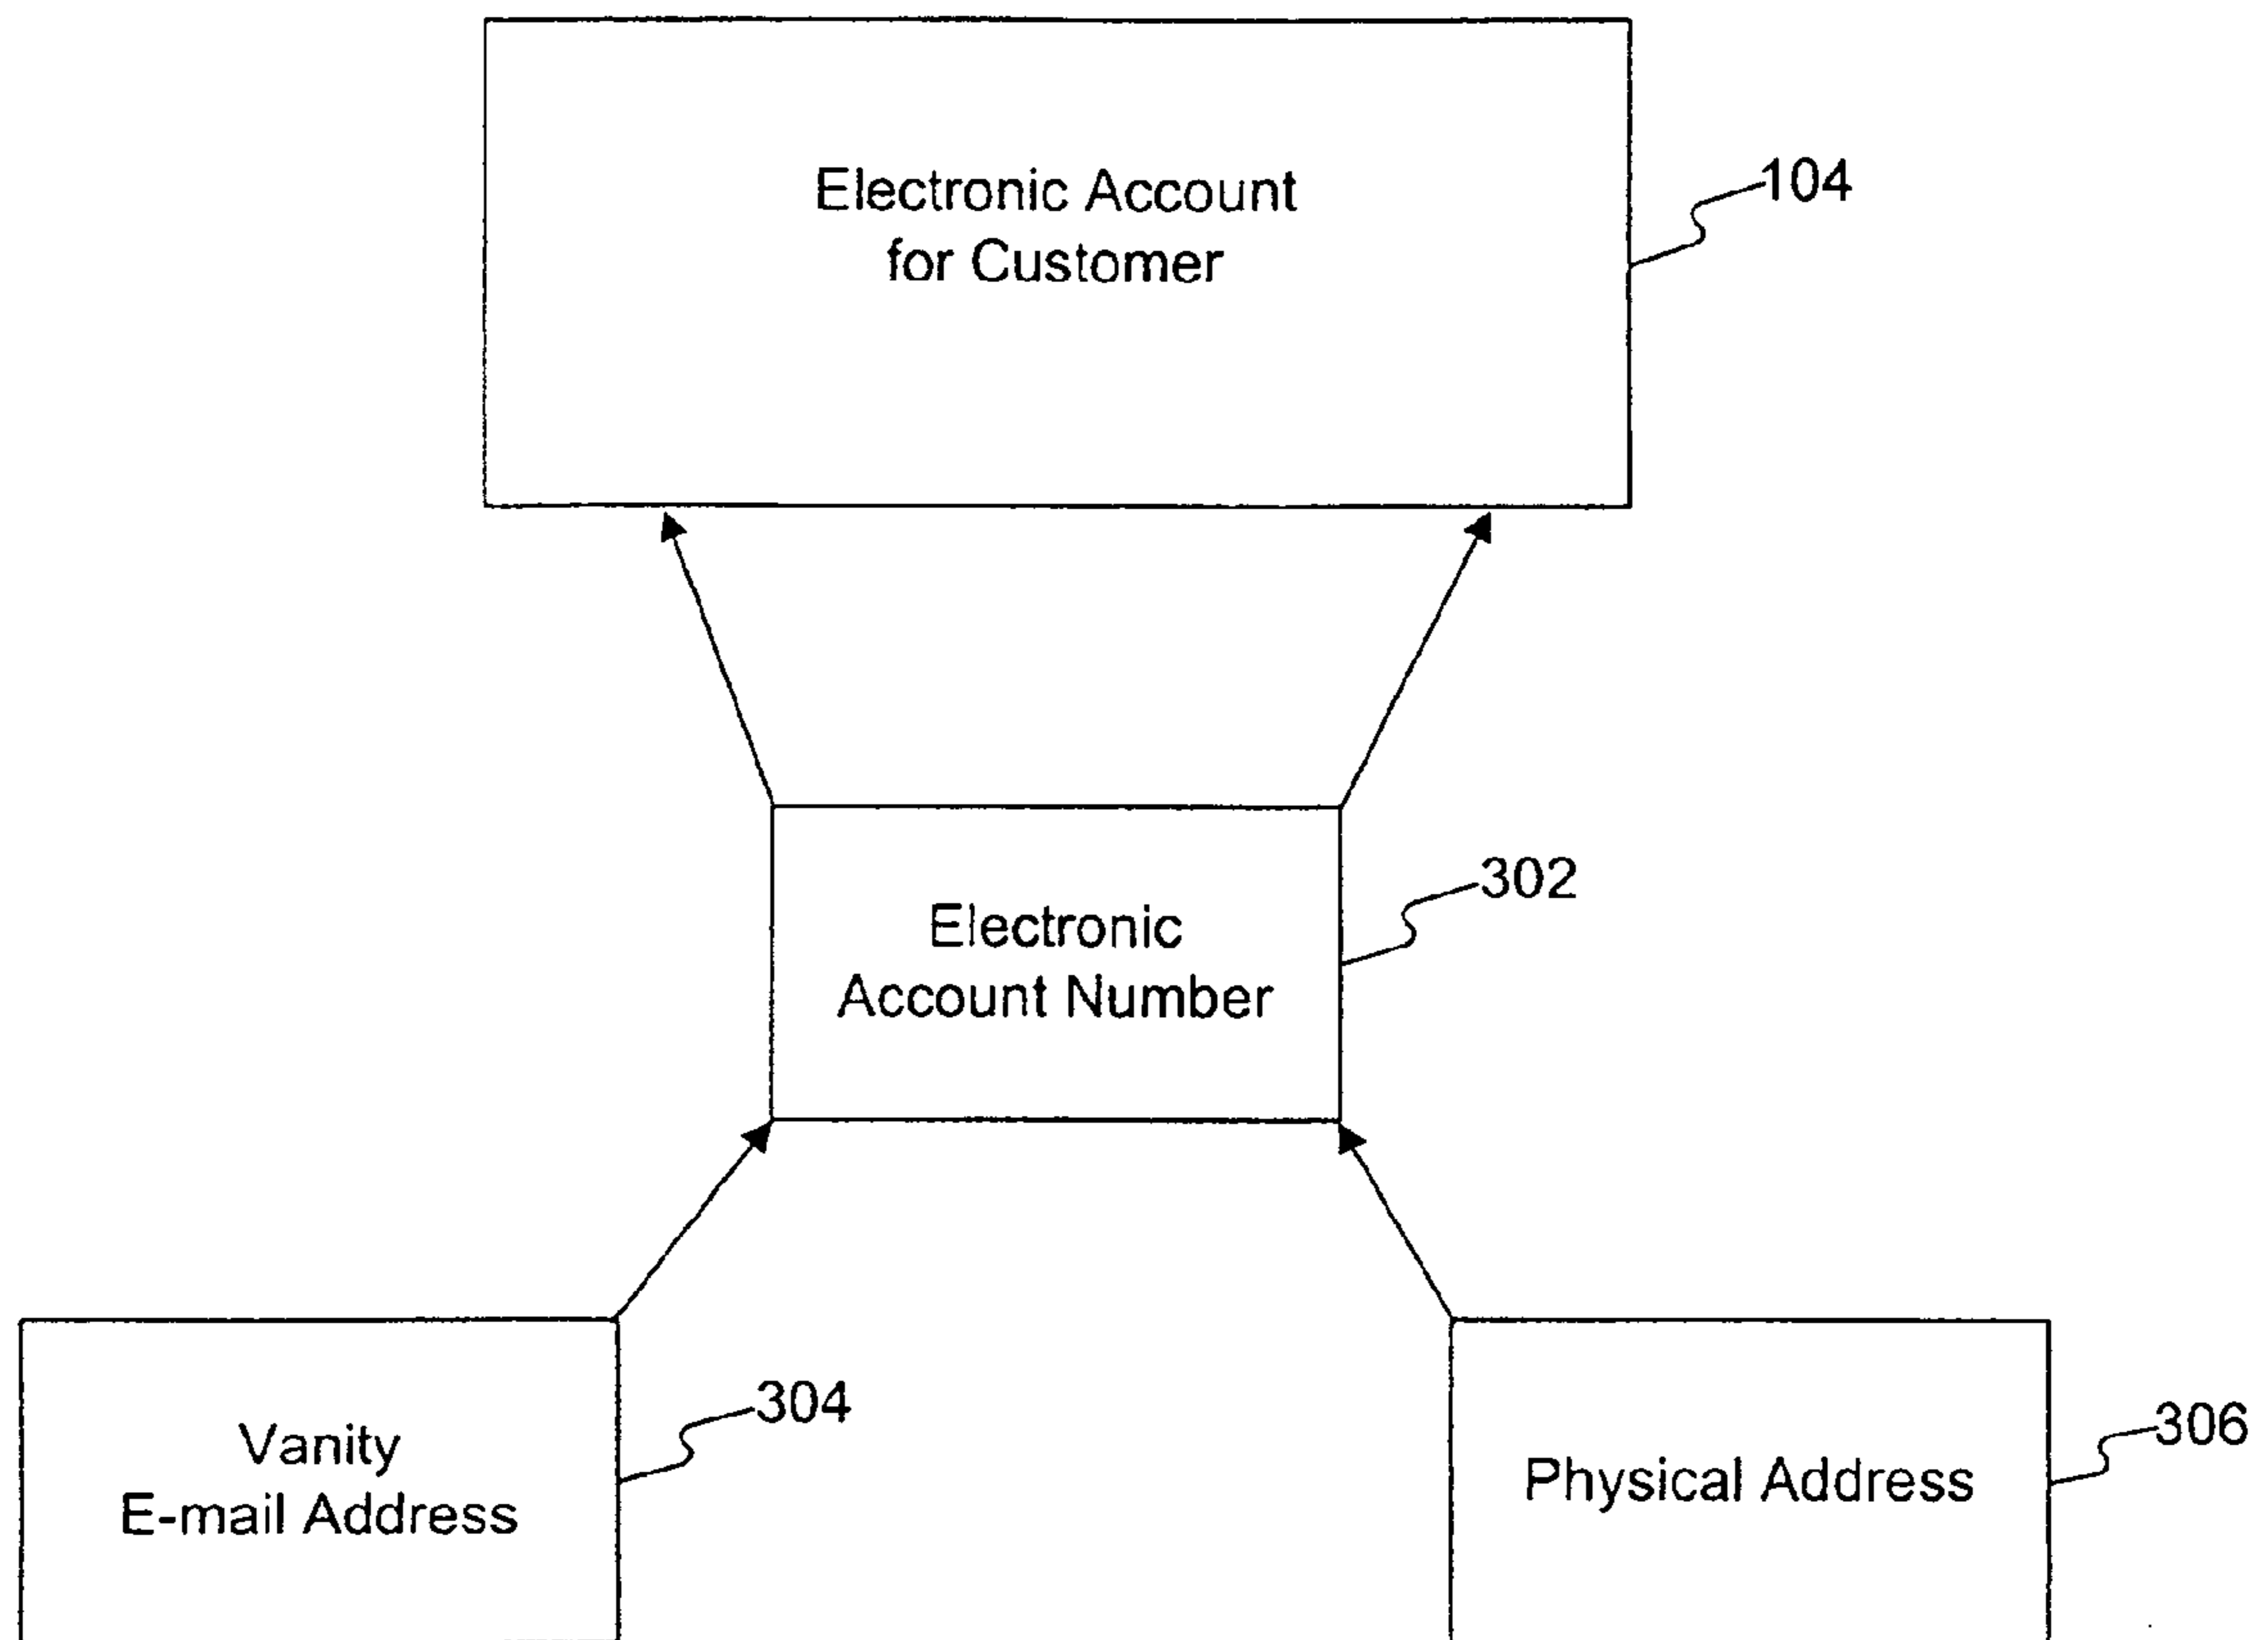 Electronic Account
for Customer
104
Electronic
Account Number
302
Vanity
E-mail Address
304
Physical Address
306